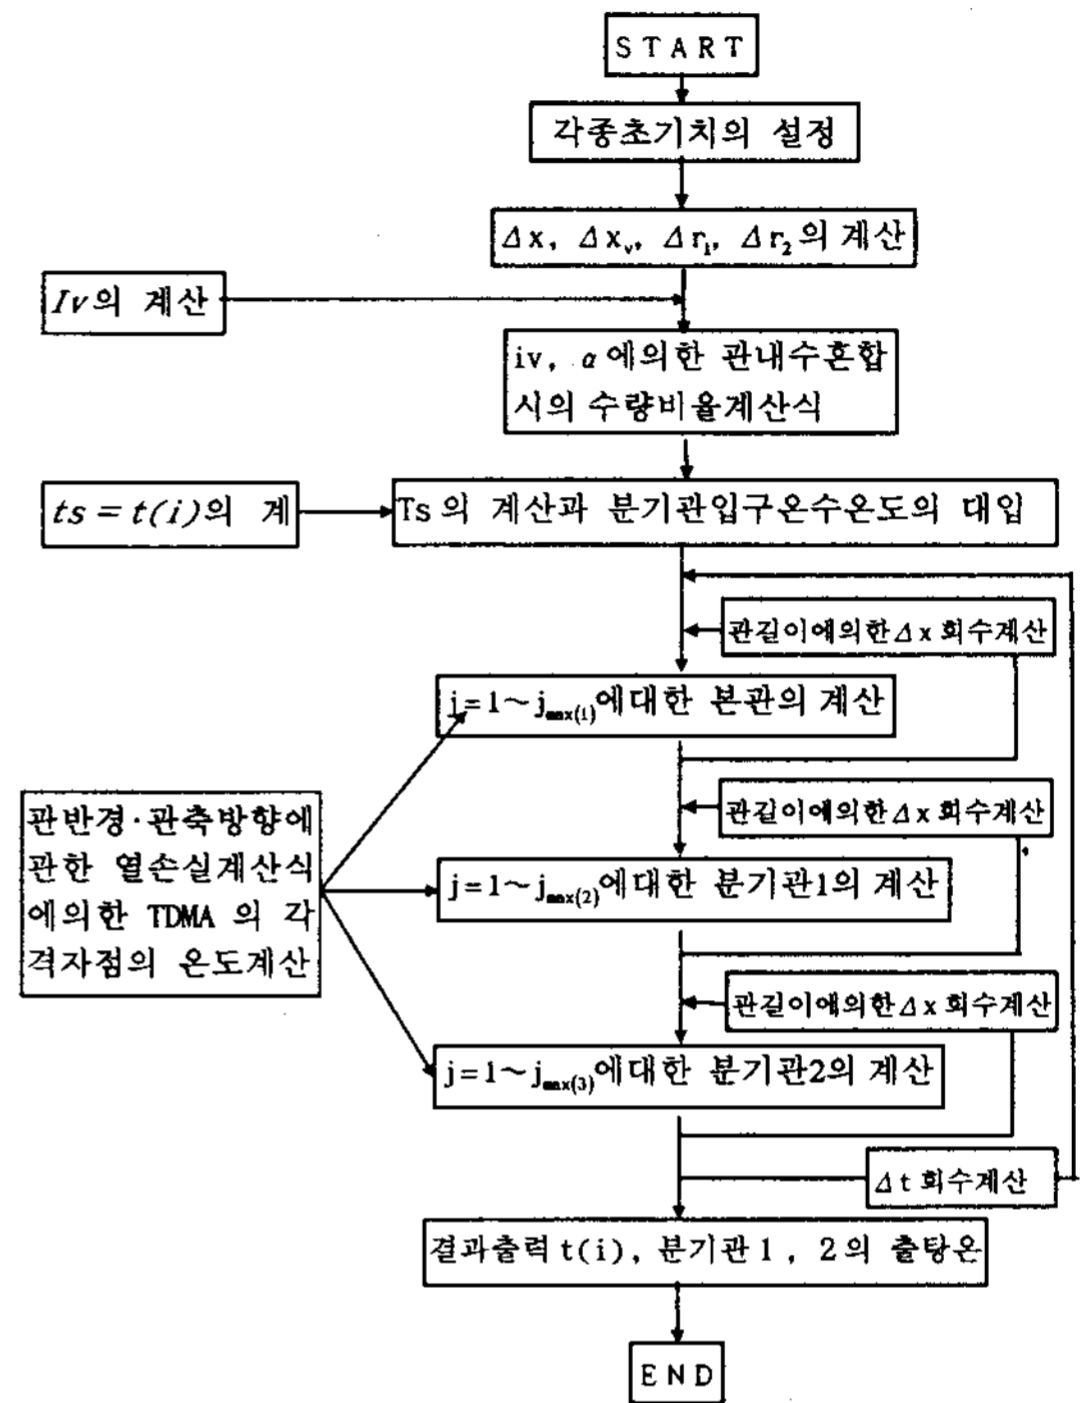 START
각종초기치의 설정
Δx, Δxᵥ, Δr₁, Δr₂의 계산
Iv의 계산
iv, α에의한 관내수혼합
시의 수량비율계산식
ts = t(i)의 계
Ts의 계산과 분기관입구온수온도의 대입
관길이에의한 Δx 회수계산
j=1~jmax(1)에대한 본관의 계산
관길이에의한 Δx 회수계산
관반경·관축방향에
관한 열손실계산식
에의한 TDMA 의 각
격자점의 온도계산
j=1~jmax(2)에대한 분기관1의 계산
관길이에의한 Δx 회수계산
j=1~jmax(3)에대한 분기관2의 계산
Δt 회수계산
결과출력 t(i), 분기관1, 2의 출탕온
END